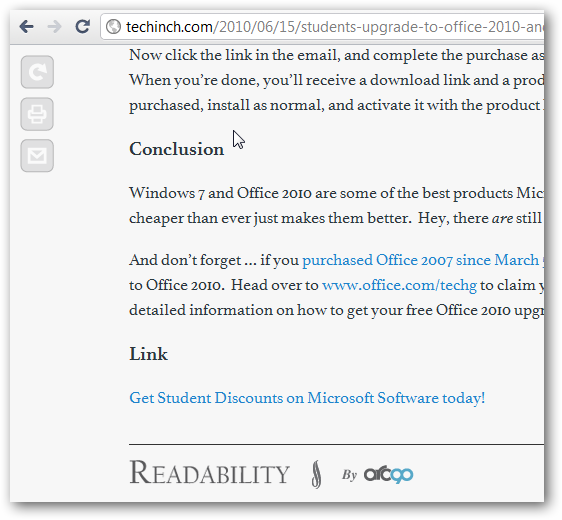 techinch.com/2010/06/15/students-upgrade-to-office-2010-and
Now click the link in the email, and complete the purchase as
When you're done, you'll receive a download link and a prod
purchased, install as normal, and activate it with the product
Conclusion
Windows 7 and Office 2010 are some of the best products Mic
cheaper than ever just makes them better.  Hey, there are still
And don't forget … if you purchased Office 2007 since March
to Office 2010.  Head over to www.office.com/techg to claim y
detailed information on how to get your free Office 2010 upgr
Link
Get Student Discounts on Microsoft Software today!
READABILITY By arc90